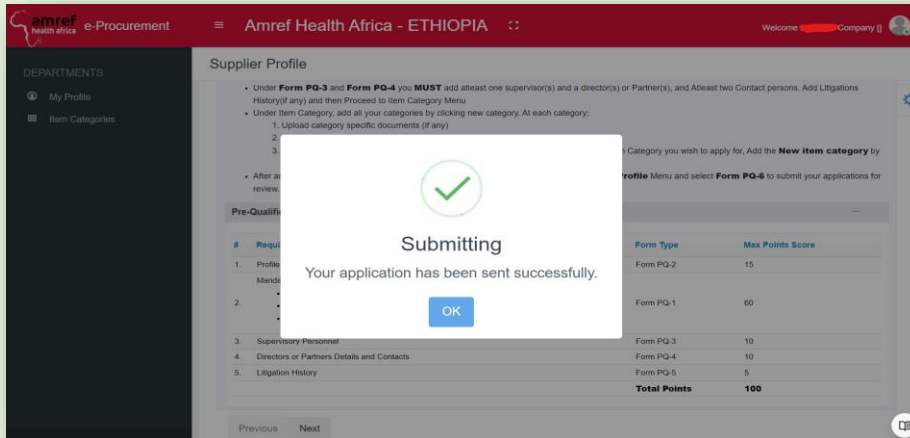 amref
health africa
e-Procurement
Amref Health Africa - ETHIOPIA
Welcome Company []
DEPARTMENTS
My Profile
Item Categories
Supplier Profile
• Under Form PQ-3 and Form PQ-4 you MUST add atleast one supervisor(s) and a director(s) or Partner(s), and Atleast two Contact persons. Add Litigations
History(if any) and then Proceed to Item Category Menu
• Under Item Category, add all your categories by clicking new category. At each category;
1. Upload category specific documents (if any)
2.
3. Category you wish to apply for, Add the New item category by
• After Menu and select Form PQ-6 to submit your applications for
review.
Submitting
Your application has been sent successfully.
OK
# Form Type Max Points Score
1. Profile Form PQ-2 15
2. Form PQ-1 60
3. Supervisory Personnel Form PQ-3 10
4. Directors or Partners Details and Contacts Form PQ-4 10
5. Litigation History Form PQ-5 5
Total Points 100
Previous Next